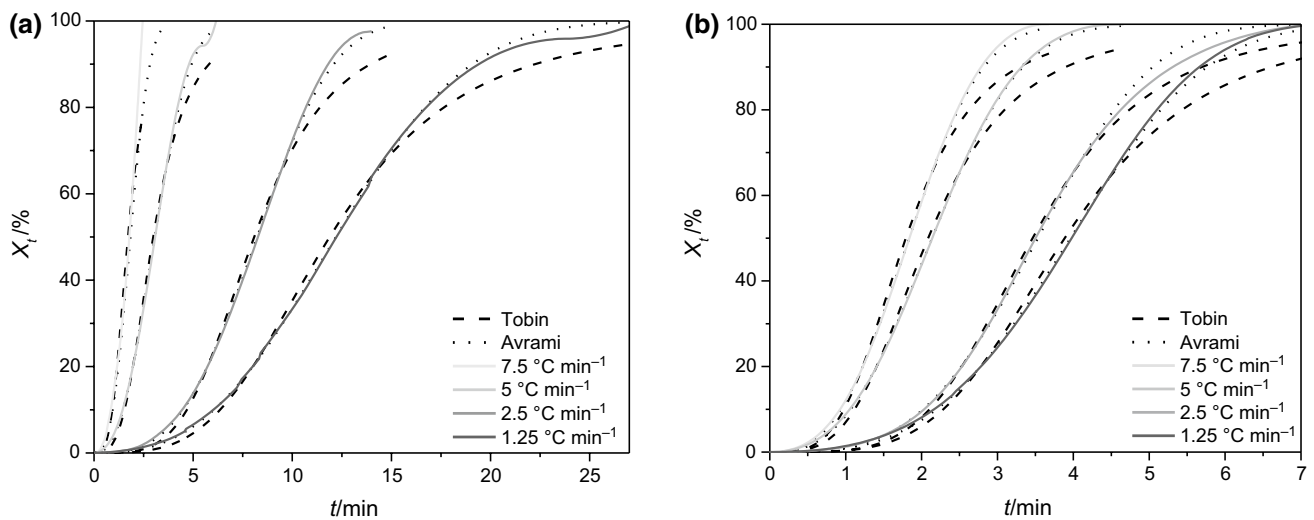 (a)
100
80
60
40
20
0
X_t/%
0 5 10 15 20 25
t/min
Tobin
Avrami
7.5 °C min⁻¹
5 °C min⁻¹
2.5 °C min⁻¹
1.25 °C min⁻¹
(b)
100
80
60
40
20
0
X_t/%
0 1 2 3 4 5 6 7
t/min
Tobin
Avrami
7.5 °C min⁻¹
5 °C min⁻¹
2.5 °C min⁻¹
1.25 °C min⁻¹